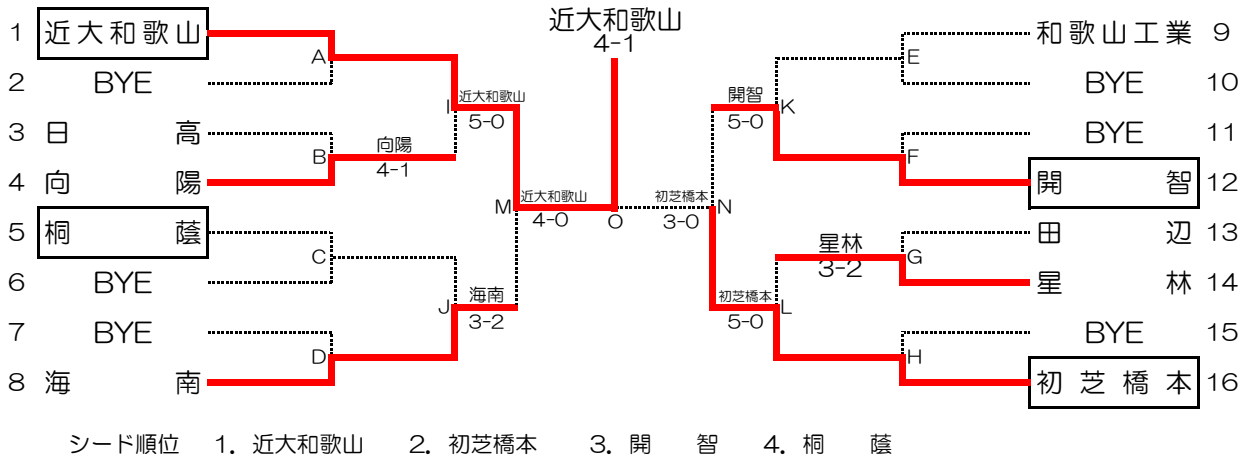 近大和歌山
4-1
1 近大和歌山
A
2 BYE
I 近大和歌山
5-0
3 日 高
B 向陽
4-1
4 向 陽
M 近大和歌山
4-0
5 桐 蔭
C
6 BYE
J 海南
3-2
7 BYE
D
8 海 南
O
和歌山工業 9
E
BYE 10
開智 K
5-0
BYE 11
F
開 智 12
初芝橋本 N
3-0
田 辺 13
星林 G
3-2
星 林 14
初芝橋本 L
5-0
BYE 15
H
初芝橋本 16
シード順位 1. 近大和歌山 2. 初芝橋本 3. 開 智 4. 桐 蔭